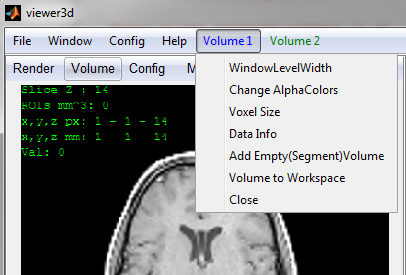 viewer3d
File Window Config Help Volume 1 Volume 2
Render Volume Config M
WindowLevelWidth
Change AlphaColors
Voxel Size
Data Info
Add Empty(Segment)Volume
Volume to Workspace
Close
Slice Z : 14
ROIs mm^3: 0
x,y,z px: 1 - 1 - 14
x,y,z mm: 1 - 1 - 14
Val: 0